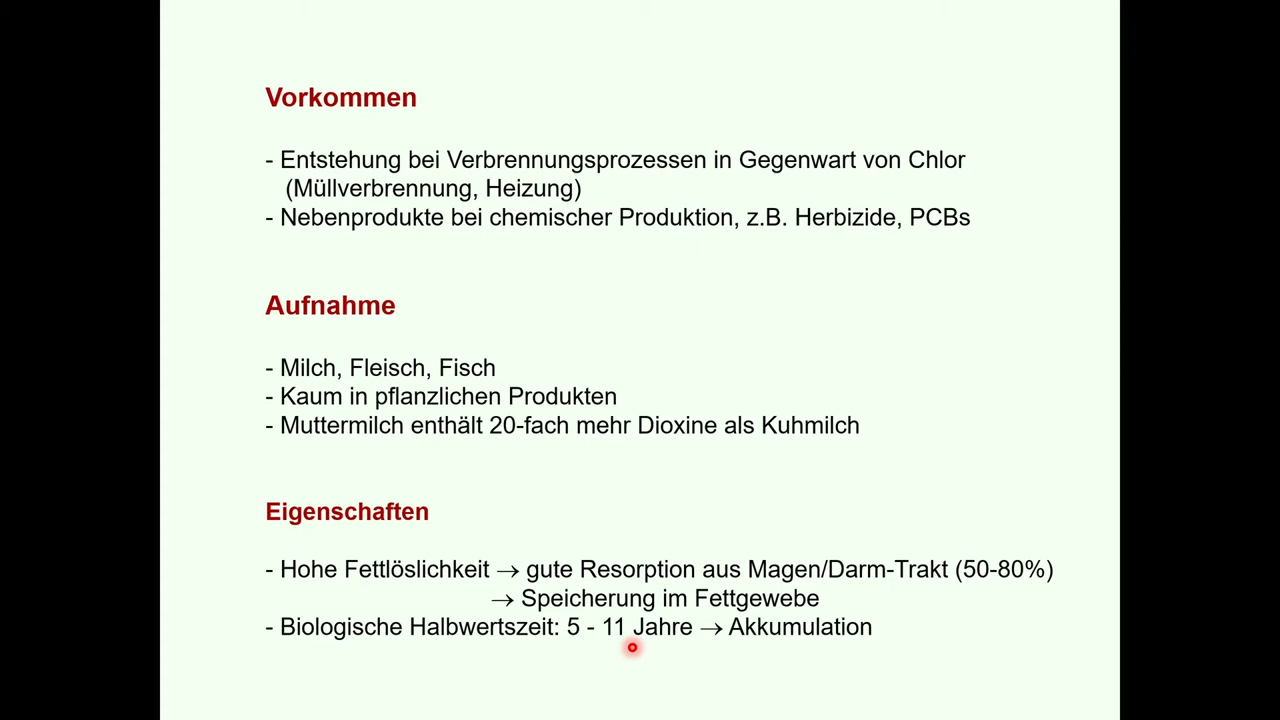 Vorkommen
- Entstehung bei Verbrennungsprozessen in Gegenwart von Chlor
(Müllverbrennung, Heizung)
- Nebenprodukte bei chemischer Produktion, z.B. Herbizide, PCBs
Aufnahme
- Milch, Fleisch, Fisch
- Kaum in pflanzlichen Produkten
- Muttermilch enthält 20-fach mehr Dioxine als Kuhmilch
Eigenschaften
- Hohe Fettlöslichkeit → gute Resorption aus Magen/Darm-Trakt (50-80%)
→ Speicherung im Fettgewebe
- Biologische Halbwertszeit: 5 - 11 Jahre → Akkumulation